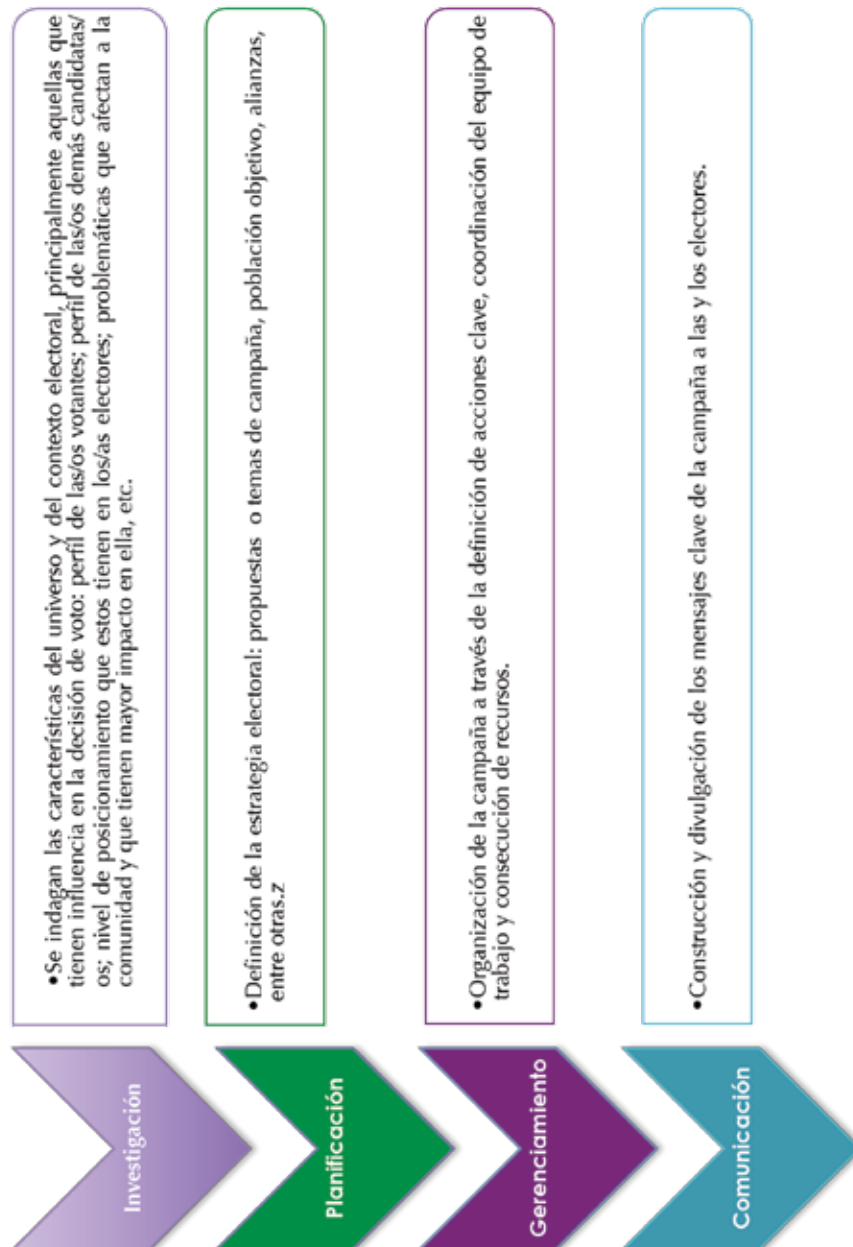 Investigación
•Se indagan las características del universo y del contexto electoral, principalmente aquellas que
tienen influencia en la decisión de voto: perfil de las/os votantes; perfil de las/os demás candidatas/
os; nivel de posicionamiento que estos tienen en los/as electores; problemáticas que afectan a la
comunidad y que tienen mayor impacto en ella, etc.
Planificación
•Definición de la estrategia electoral: propuestas o temas de campaña, población objetivo, alianzas,
entre otras.z
Gerenciamiento
•Organización de la campaña a través de la definición de acciones clave, coordinación del equipo de
trabajo y consecución de recursos.
Comunicación
•Construcción y divulgación de los mensajes clave de la campaña a las y los electores.